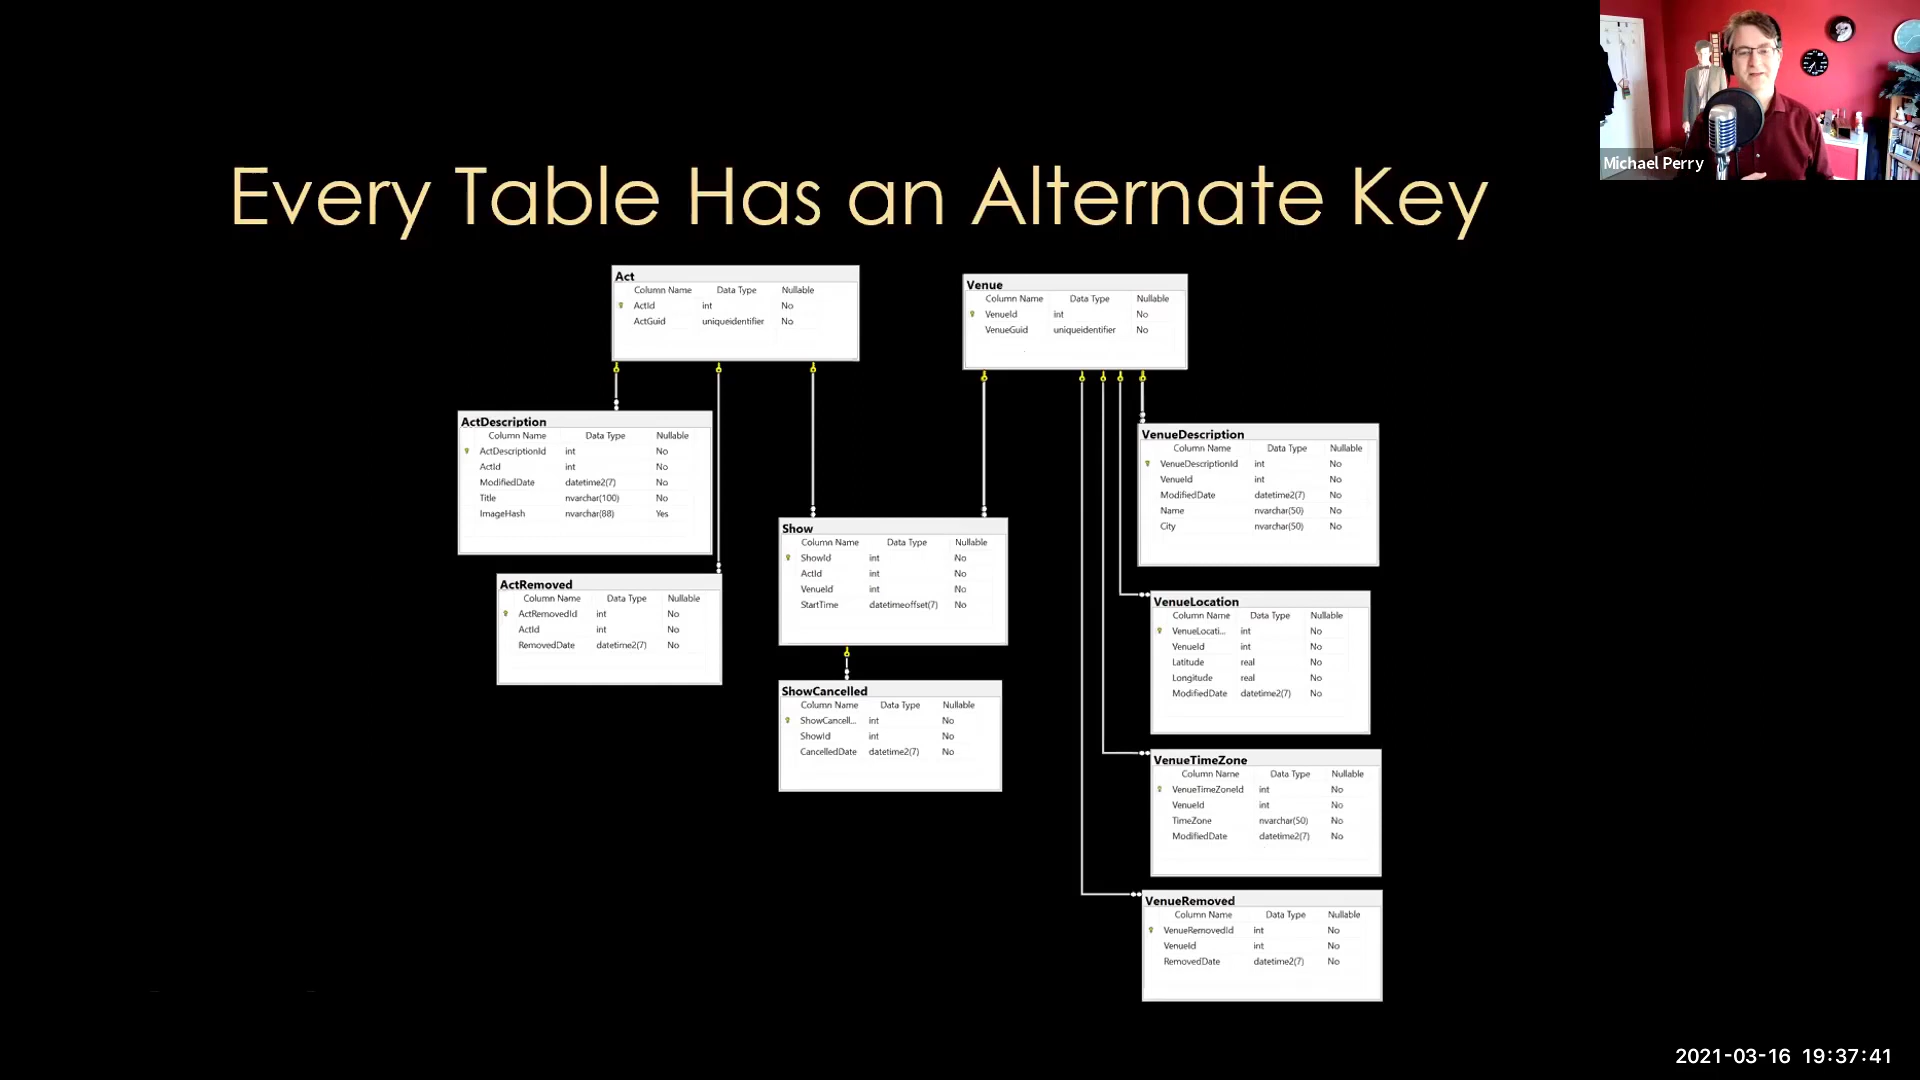 Michael Perry
Every Table Has an Alternate Key
Act
Column Name Data Type Nullable
ActId int No
ActGuid uniqueidentifier No
Venue
Column Name Data Type Nullable
VenueId int No
VenueGuid uniqueidentifier No
ActDescription
Column Name Data Type Nullable
ActDescriptionId int No
ActId int No
ModifiedDate datetime2(7) No
Title nvarchar(100) No
ImageHash nvarchar(88) Yes
VenueDescription
Column Name Data Type Nullable
VenueDescriptionId int No
VenueId int No
ModifiedDate datetime2(7) No
Name nvarchar(50) No
City nvarchar(50) No
Show
Column Name Data Type Nullable
ShowId int No
ActId int No
VenueId int No
StartTime datetimeoffset(7) No
ActRemoved
Column Name Data Type Nullable
ActRemovedId int No
ActId int No
RemovedDate datetime2(7) No
VenueLocation
Column Name Data Type Nullable
VenueLocati... int No
VenueId int No
Latitude real No
Longitude real No
ModifiedDate datetime2(7) No
ShowCancelled
Column Name Data Type Nullable
ShowCancell... int No
ShowId int No
CancelledDate datetime2(7) No
VenueTimeZone
Column Name Data Type Nullable
VenueTimeZoneId int No
VenueId int No
TimeZone nvarchar(50) No
ModifiedDate datetime2(7) No
VenueRemoved
Column Name Data Type Nullable
VenueRemovedId int No
VenueId int No
RemovedDate datetime2(7) No
2021-03-16 19:37:41